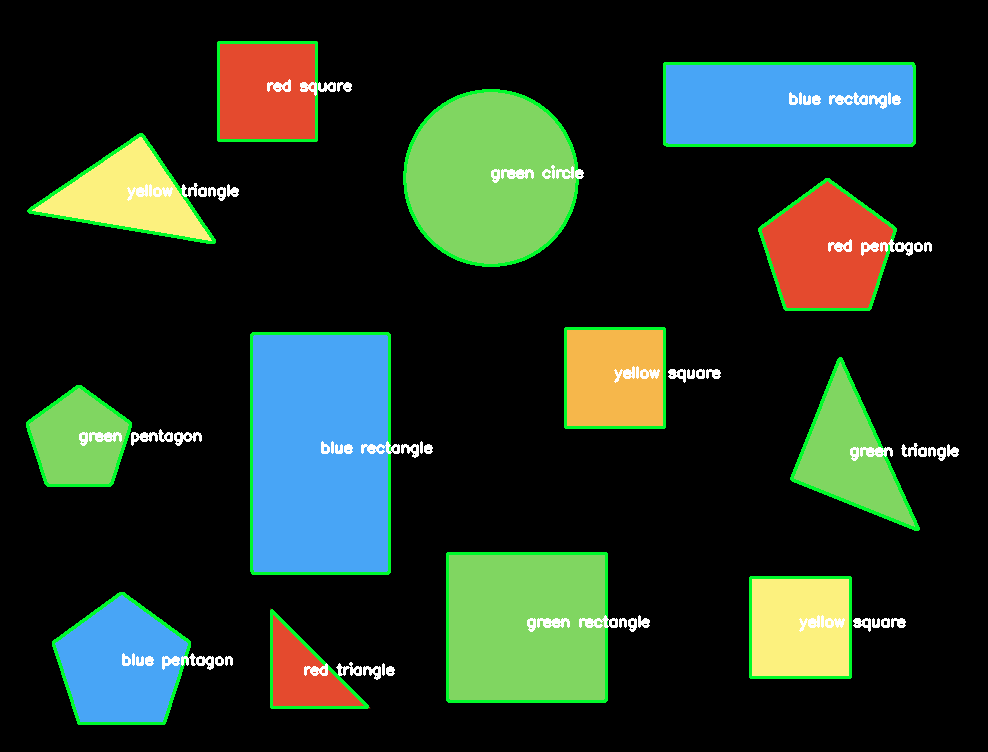 red square
blue rectangle
green circle
yellow triangle
red pentagon
yellow square
green pentagon
blue rectangle
green triangle
green rectangle
yellow square
blue pentagon
red triangle